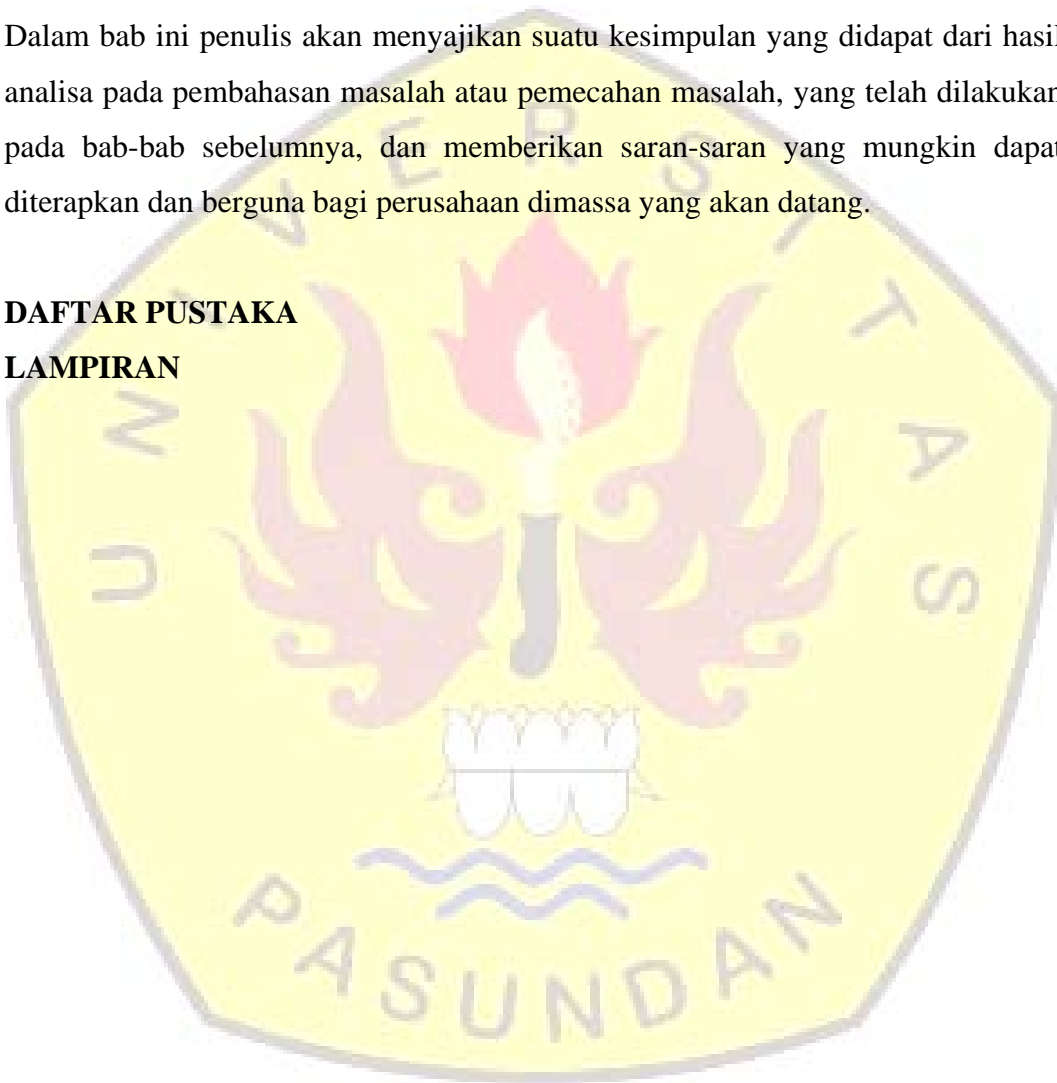 Dalam bab ini penulis akan menyajikan suatu kesimpulan yang didapat dari hasil
analisa pada pembahasan masalah atau pemecahan masalah, yang telah dilakukan
pada bab-bab sebelumnya, dan memberikan saran-saran yang mungkin dapat
diterapkan dan berguna bagi perusahaan dimassa yang akan datang.
DAFTAR PUSTAKA
LAMPIRAN
UNIVERSITAS
PASUNDAN